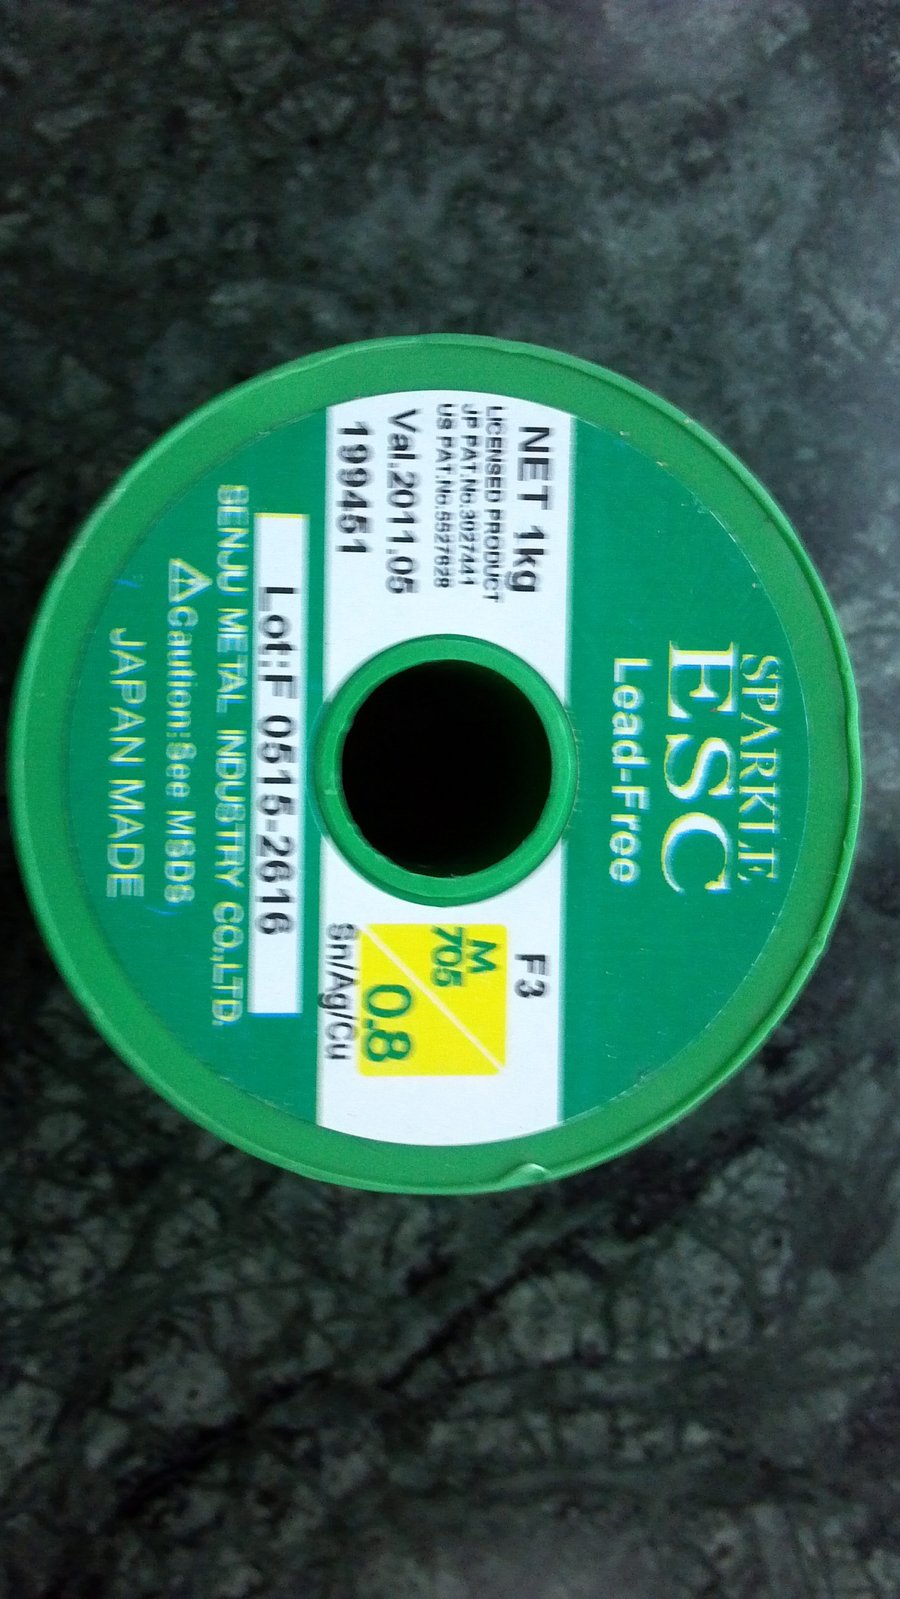 SPARKLE
ESC
Lead-Free
NET 1kg
LICENSED PRODUCT
JP PAT.No.3027441
US PAT.No.5527628
Val.2011.05
199451
F3
M
705
0.8
Sn/Ag/Cu
Lot:F 0515-2616
SENJU METAL INDUSTRY CO.,LTD.
⚠Caution:See MSDS
JAPAN MADE